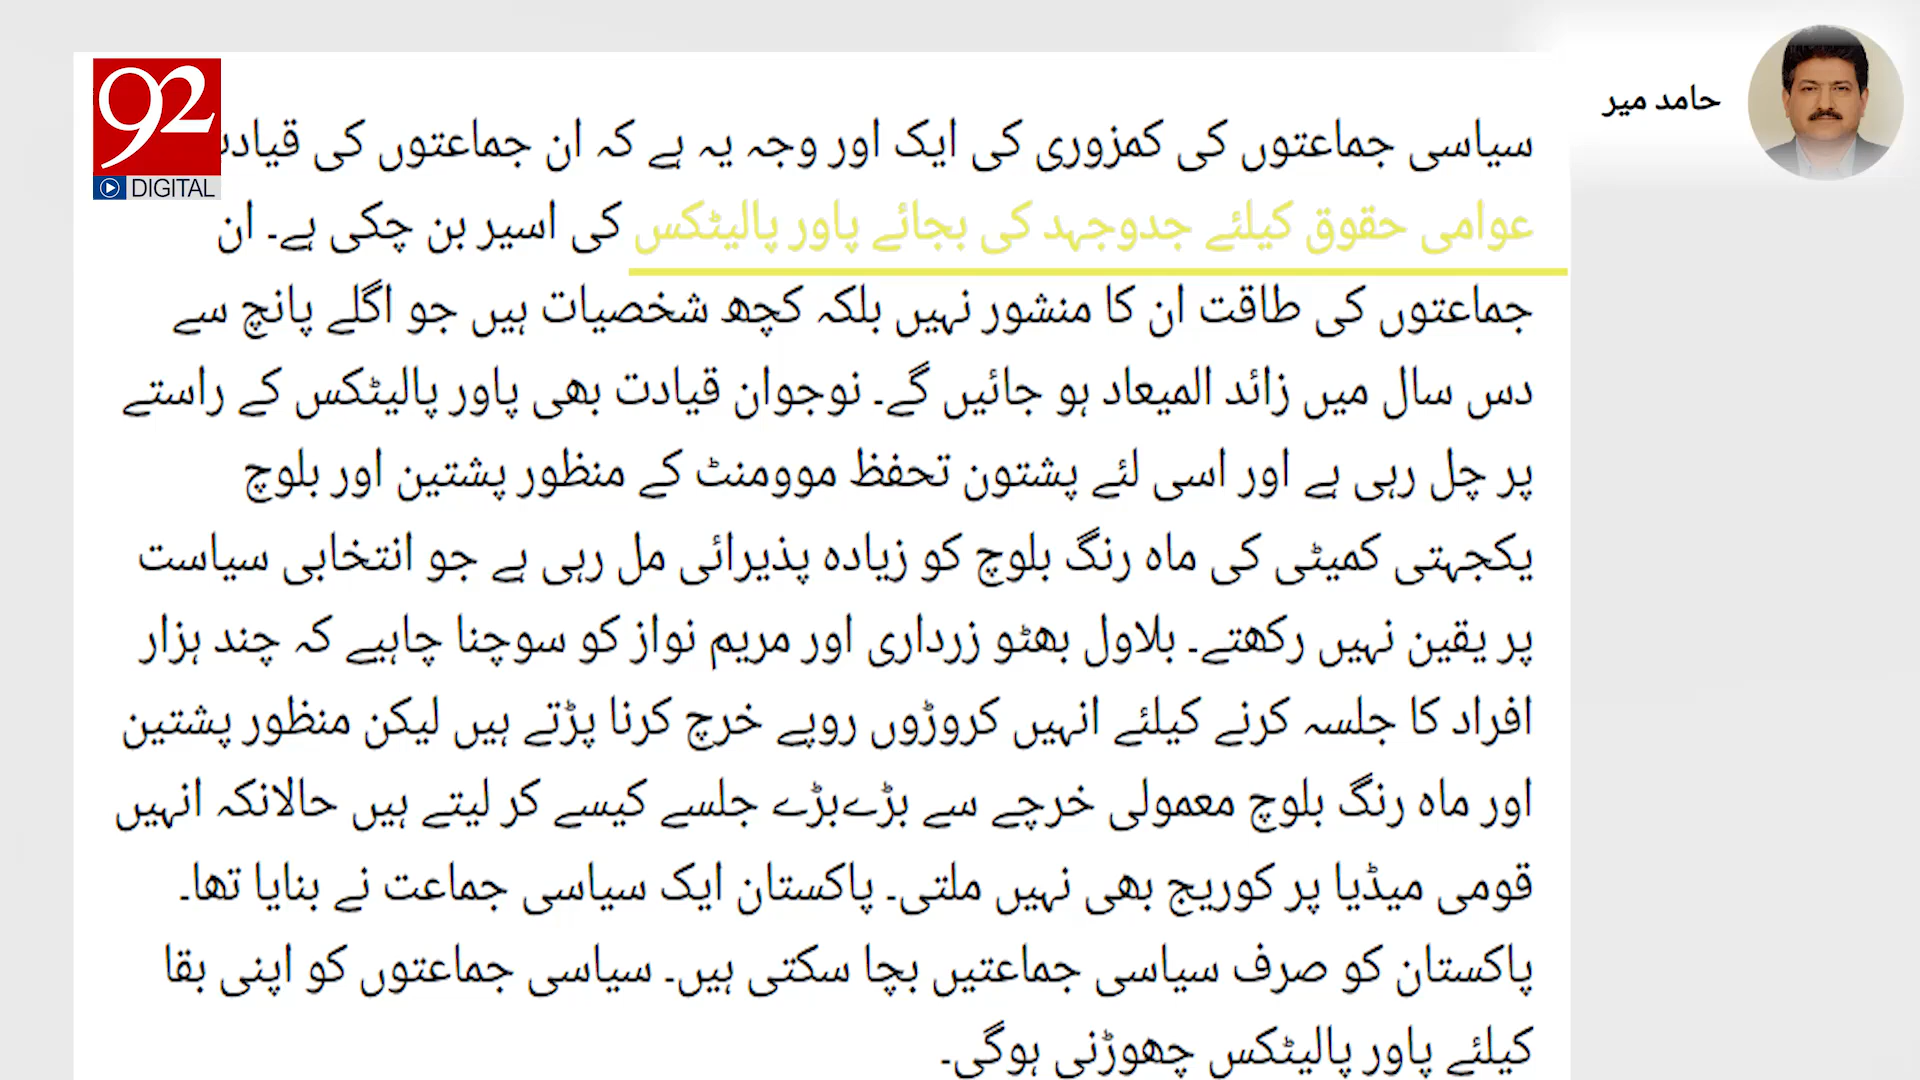 92
DIGITAL
حامد میر
سیاسی جماعتوں کی کمزوری کی ایک اور وجہ یہ ہے کہ ان جماعتوں کی
عوامی حقوق کیلئے جدوجہد کی بجائے پاور پالیٹکس کی اسیر بن چکی ہے۔ ان
جماعتوں کی طاقت ان کا منشور نہیں بلکہ کچھ شخصیات ہیں جو اگلے پانچ سے
دس سال میں زائد المیعاد ہو جائیں گے۔ نوجوان قیادت بھی پاور پالیٹکس کے راستے
پر چل رہی ہے اور اسی لئے پشتون تحفظ موومنٹ کے منظور پشتین اور بلوچ
یکجہتی کمیٹی کی ماہ رنگ بلوچ کو زیادہ پذیرائی مل رہی ہے جو انتخابی سیاست
پر یقین نہیں رکھتے۔ بلاول بھٹو زرداری اور مریم نواز کو سوچنا چاہیے کہ چند ہزار
افراد کا جلسہ کرنے کیلئے انہیں کروڑوں روپے خرچ کرنا پڑتے ہیں لیکن منظور پشتین
اور ماہ رنگ بلوچ معمولی خرچے سے بڑےبڑے جلسے کیسے کر لیتے ہیں حالانکہ انہیں
قومی میڈیا پر کوریج بھی نہیں ملتی۔ پاکستان ایک سیاسی جماعت نے بنایا تھا۔
پاکستان کو صرف سیاسی جماعتیں بچا سکتی ہیں۔ سیاسی جماعتوں کو اپنی بقا
کیلئے پاور پالیٹکس چھوڑنی ہوگی۔